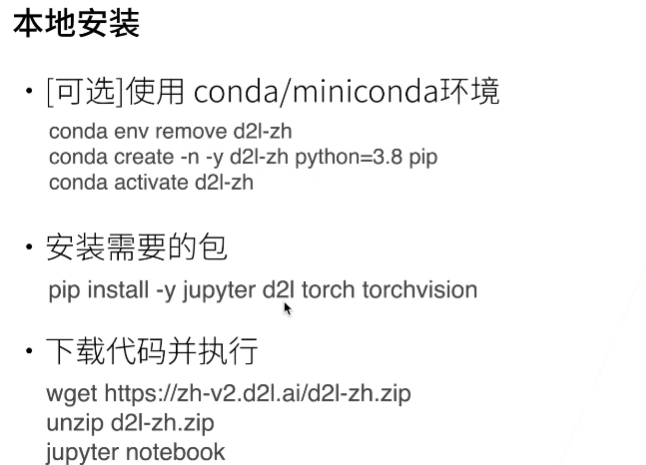 本地安装
• [可选]使用 conda/miniconda环境
conda env remove d2l-zh
conda create -n -y d2l-zh python=3.8 pip
conda activate d2l-zh
• 安装需要的包
pip install -y jupyter d2l torch torchvision
• 下载代码并执行
wget https://zh-v2.d2l.ai/d2l-zh.zip
unzip d2l-zh.zip
jupyter notebook